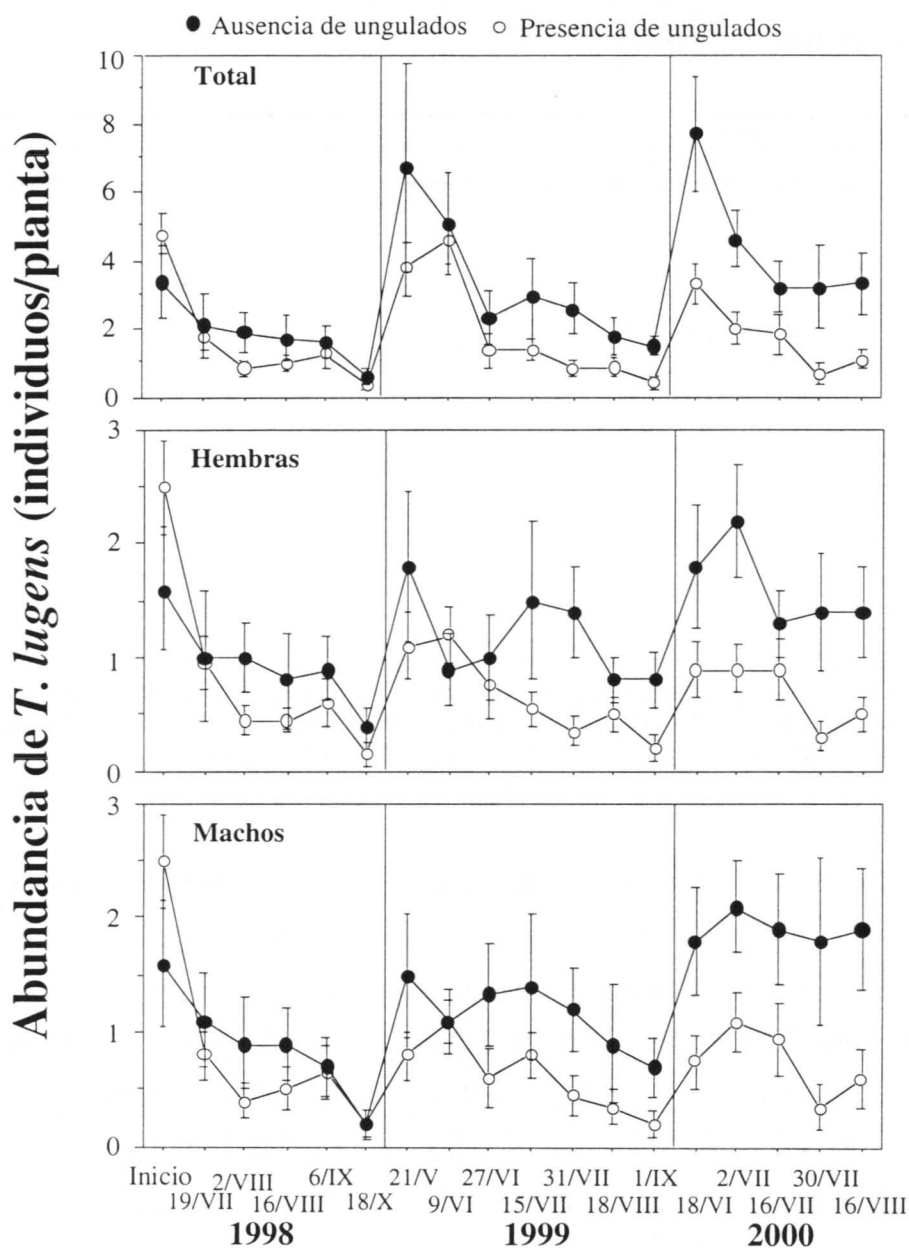 ● Ausencia de ungulados ○ Presencia de ungulados
Abundancia de T. lugens (individuos/planta)
Total
10
8
6
4
2
0
Hembras
3
2
1
0
Machos
3
2
1
0
Inicio 2/VIII 6/IX 21/V 27/VI 31/VII 1/IX 2/VII 30/VII
19/VII 16/VIII 18/X 9/VI 15/VII 18/VIII 18/VI 16/VII 16/VIII
1998 1999 2000